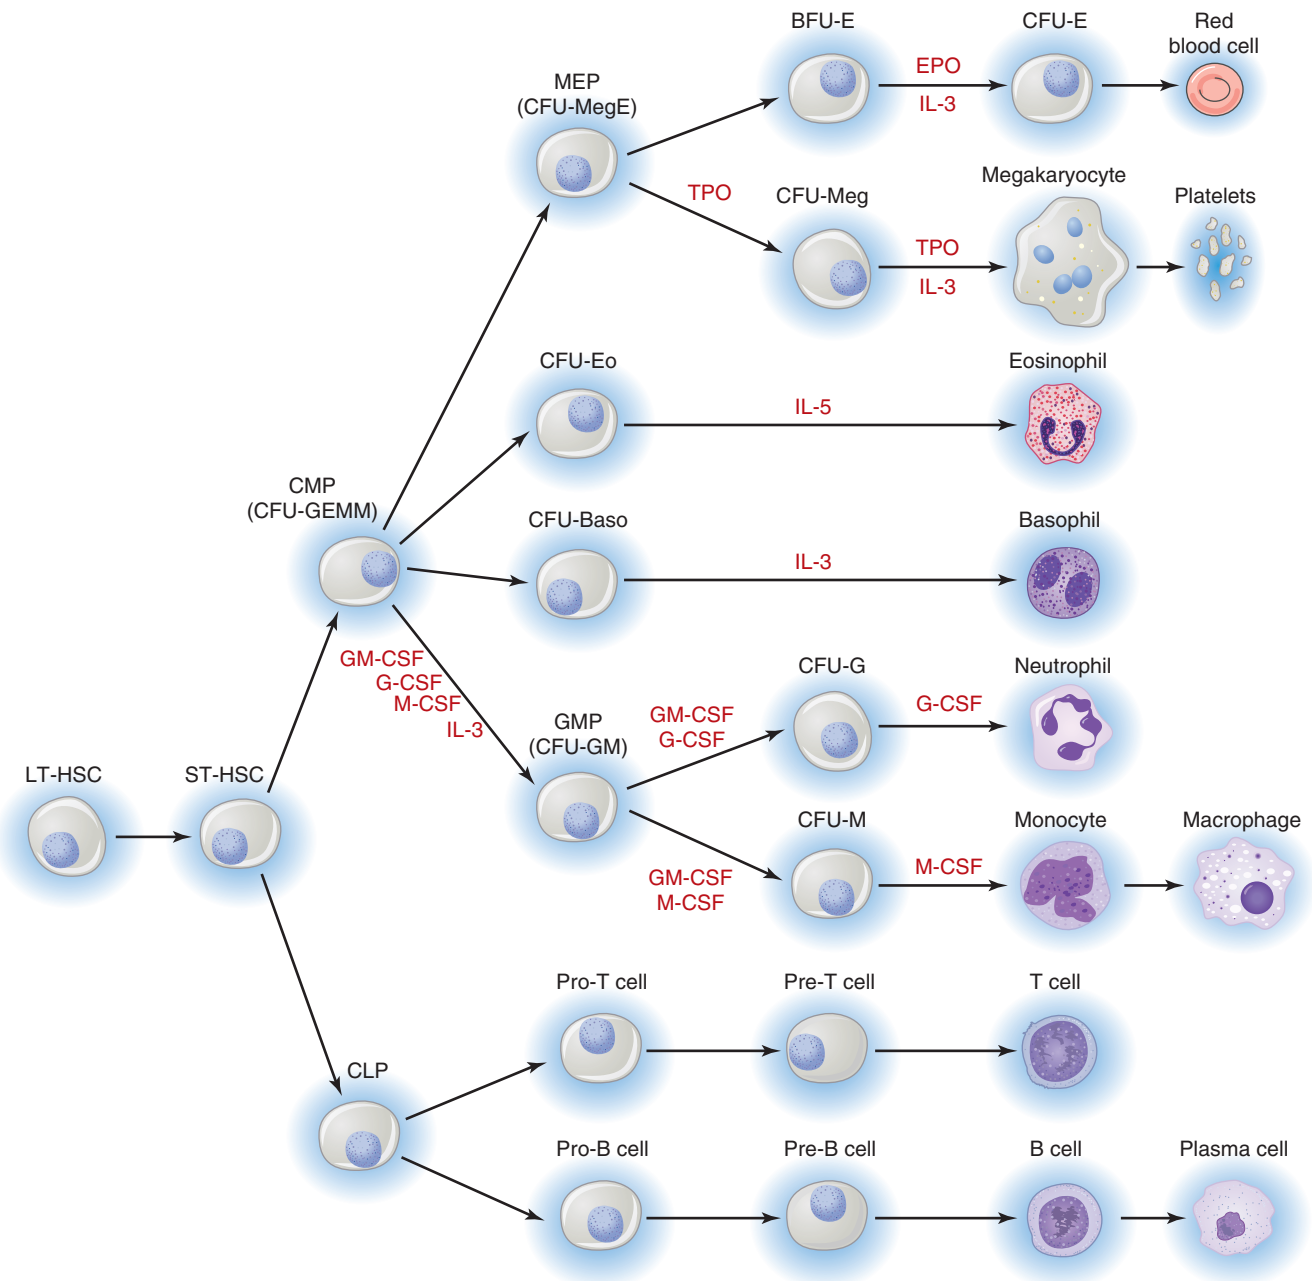 BFU-E
CFU-E
Red
blood cell
EPO
IL-3
MEP
(CFU-MegE)
TPO
CFU-Meg
Megakaryocyte
Platelets
TPO
IL-3
CFU-Eo
Eosinophil
IL-5
CMP
(CFU-GEMM)
CFU-Baso
Basophil
IL-3
GM-CSF
G-CSF
M-CSF
IL-3
CFU-G
Neutrophil
GM-CSF
G-CSF
G-CSF
GMP
(CFU-GM)
LT-HSC
ST-HSC
CFU-M
Monocyte
Macrophage
GM-CSF
M-CSF
M-CSF
Pro-T cell
Pre-T cell
T cell
CLP
Pro-B cell
Pre-B cell
B cell
Plasma cell